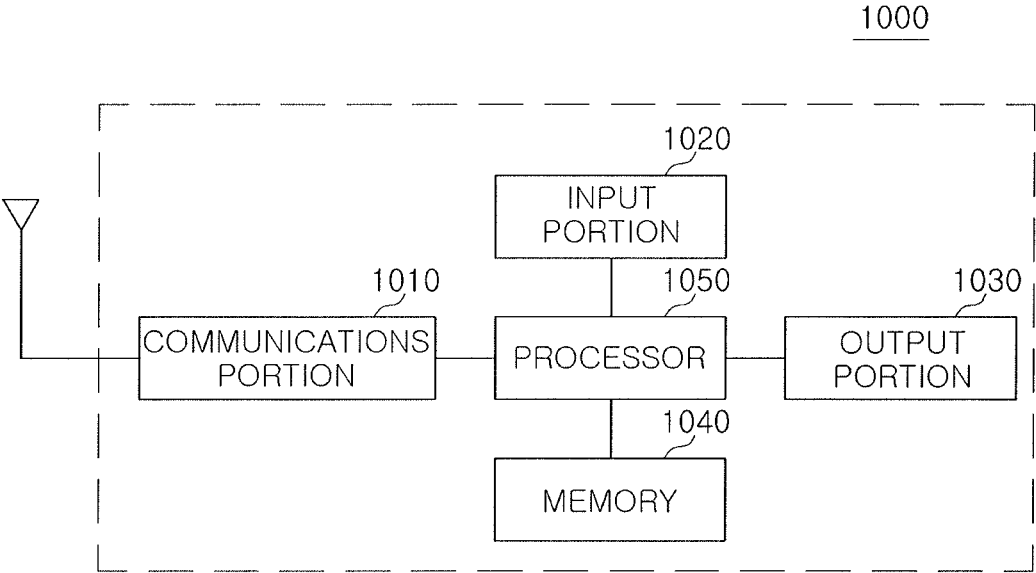 1000
1020
INPUT
PORTION
1010
1050
1030
COMMUNICATIONS
PORTION
PROCESSOR
OUTPUT
PORTION
1040
MEMORY